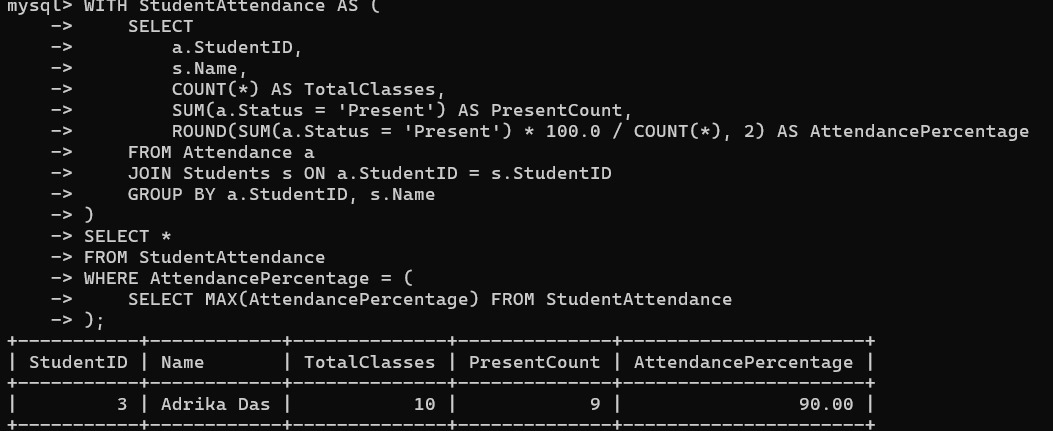 mysql> WITH StudentAttendance AS (
    ->     SELECT
    ->         a.StudentID,
    ->         s.Name,
    ->         COUNT(*) AS TotalClasses,
    ->         SUM(a.Status = 'Present') AS PresentCount,
    ->         ROUND(SUM(a.Status = 'Present') * 100.0 / COUNT(*), 2) AS AttendancePercentage
    ->     FROM Attendance a
    ->     JOIN Students s ON a.StudentID = s.StudentID
    ->     GROUP BY a.StudentID, s.Name
    -> )
    -> SELECT *
    -> FROM StudentAttendance
    -> WHERE AttendancePercentage = (
    ->     SELECT MAX(AttendancePercentage) FROM StudentAttendance
    -> );
+-----------+------------+--------------+--------------+----------------------+
| StudentID | Name       | TotalClasses | PresentCount | AttendancePercentage |
+-----------+------------+--------------+--------------+----------------------+
|         3 | Adrika Das |           10 |            9 |                90.00 |
+-----------+------------+--------------+--------------+----------------------+